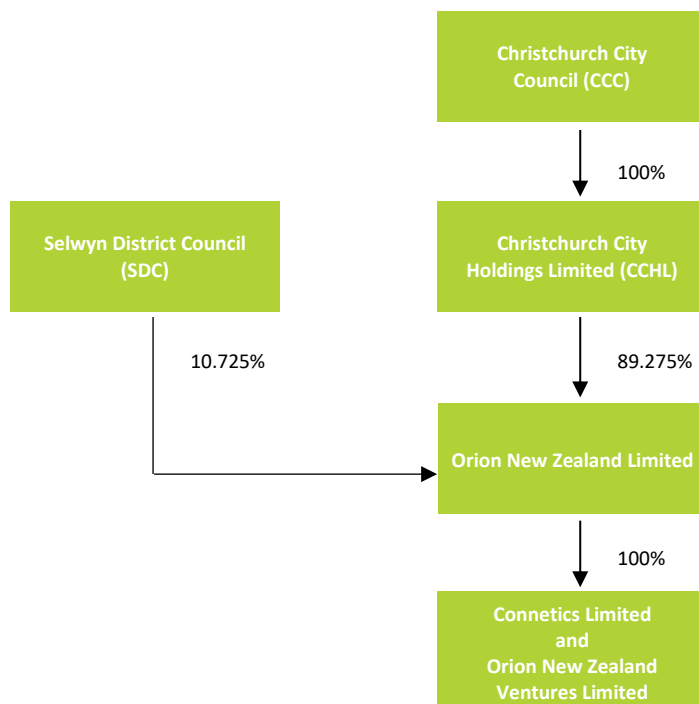 Christchurch City
Council (CCC)
100%
Selwyn District Council
(SDC)
Christchurch City
Holdings Limited (CCHL)
10.725%
89.275%
Orion New Zealand Limited
100%
Connetics Limited
and
Orion New Zealand
Ventures Limited